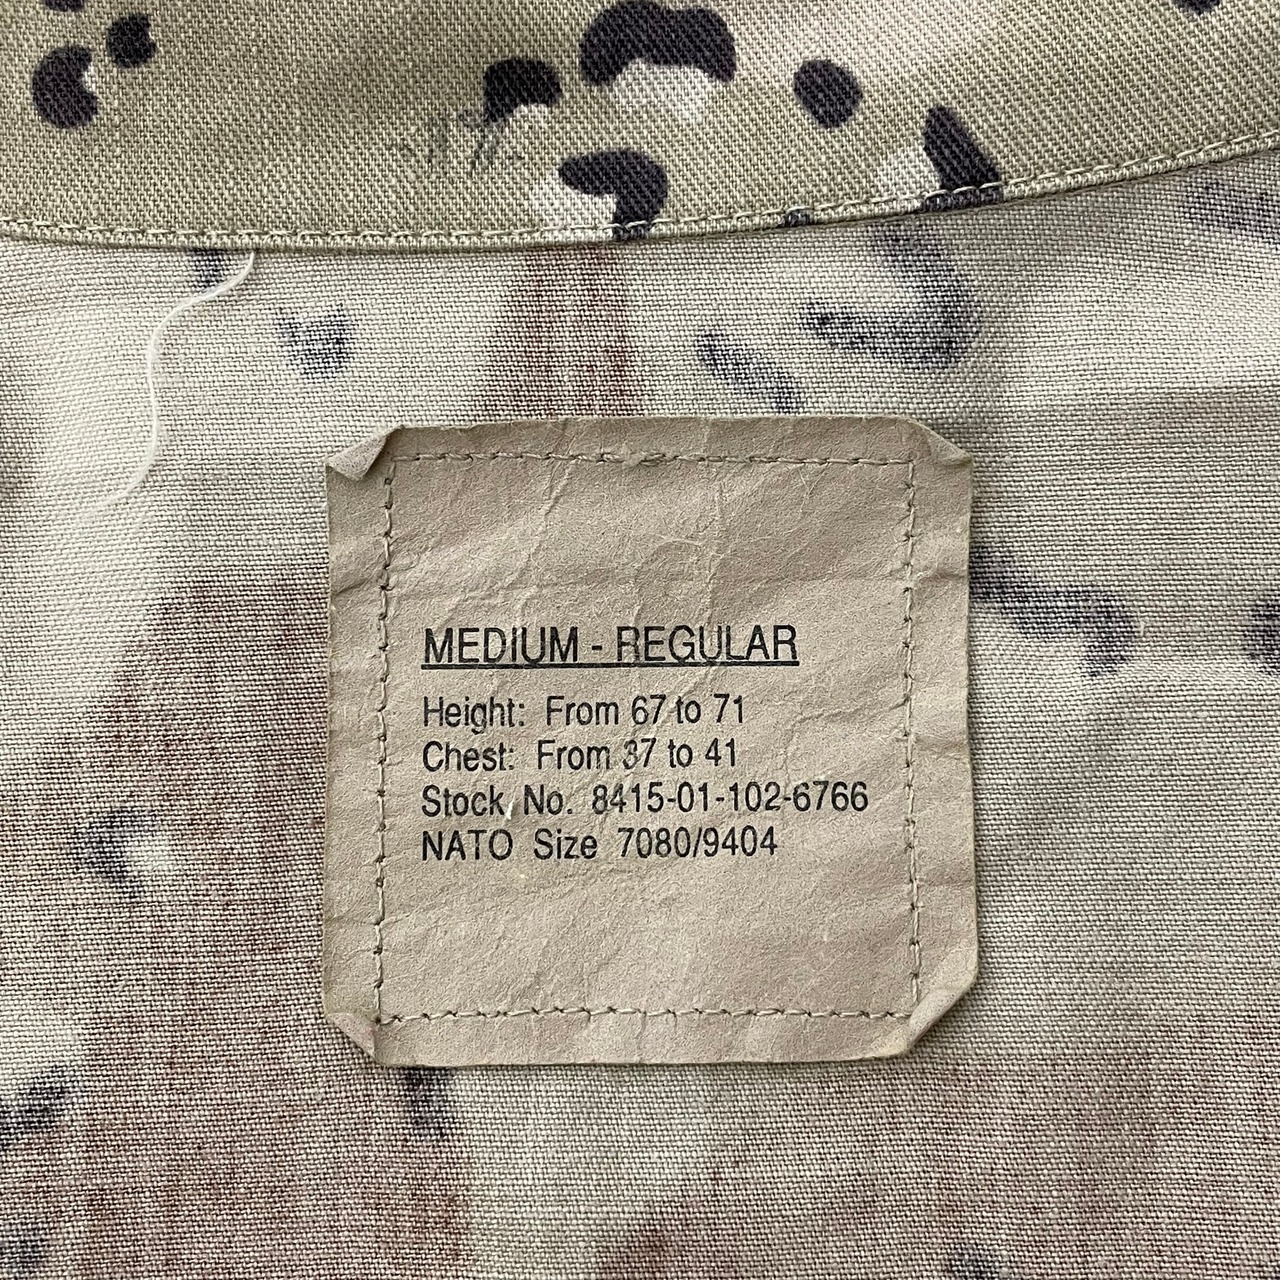 MEDIUM - REGULAR
Height: From 67 to 71
Chest: From 37 to 41
Stock No. 8415-01-102-6766
NATO Size 7080/9404